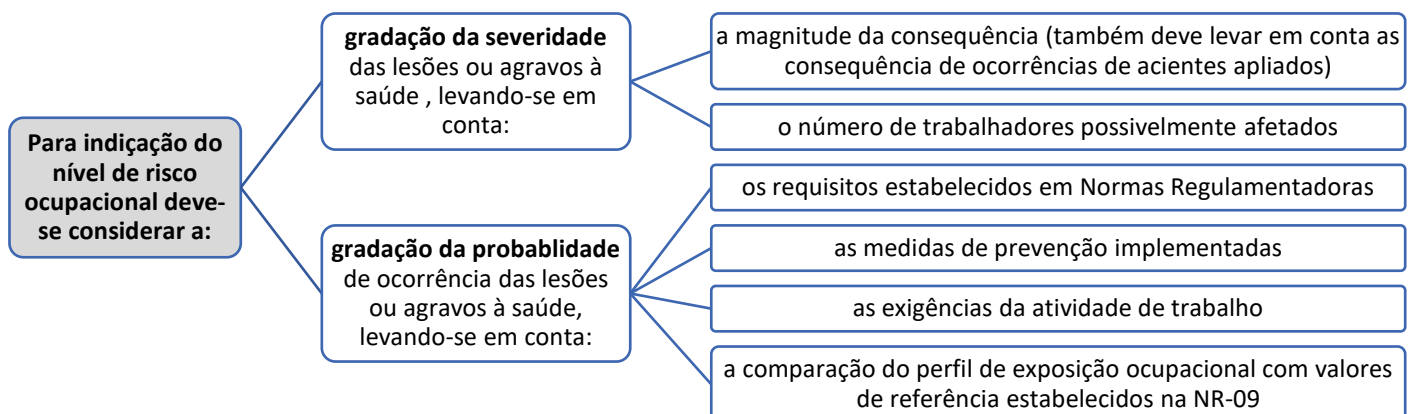 Para indicação do
nível de risco
ocupacional deve-
se considerar a:
gradação da severidade
das lesões ou agravos à
saúde , levando-se em
conta:
a magnitude da consequência (também deve levar em conta as
consequência de ocorrências de acientes apliados)
o número de trabalhadores possivelmente afetados
gradação da probablidade
de ocorrência das lesões
ou agravos à saúde,
levando-se em conta:
os requisitos estabelecidos em Normas Regulamentadoras
as medidas de prevenção implementadas
as exigências da atividade de trabalho
a comparação do perfil de exposição ocupacional com valores
de referência estabelecidos na NR-09